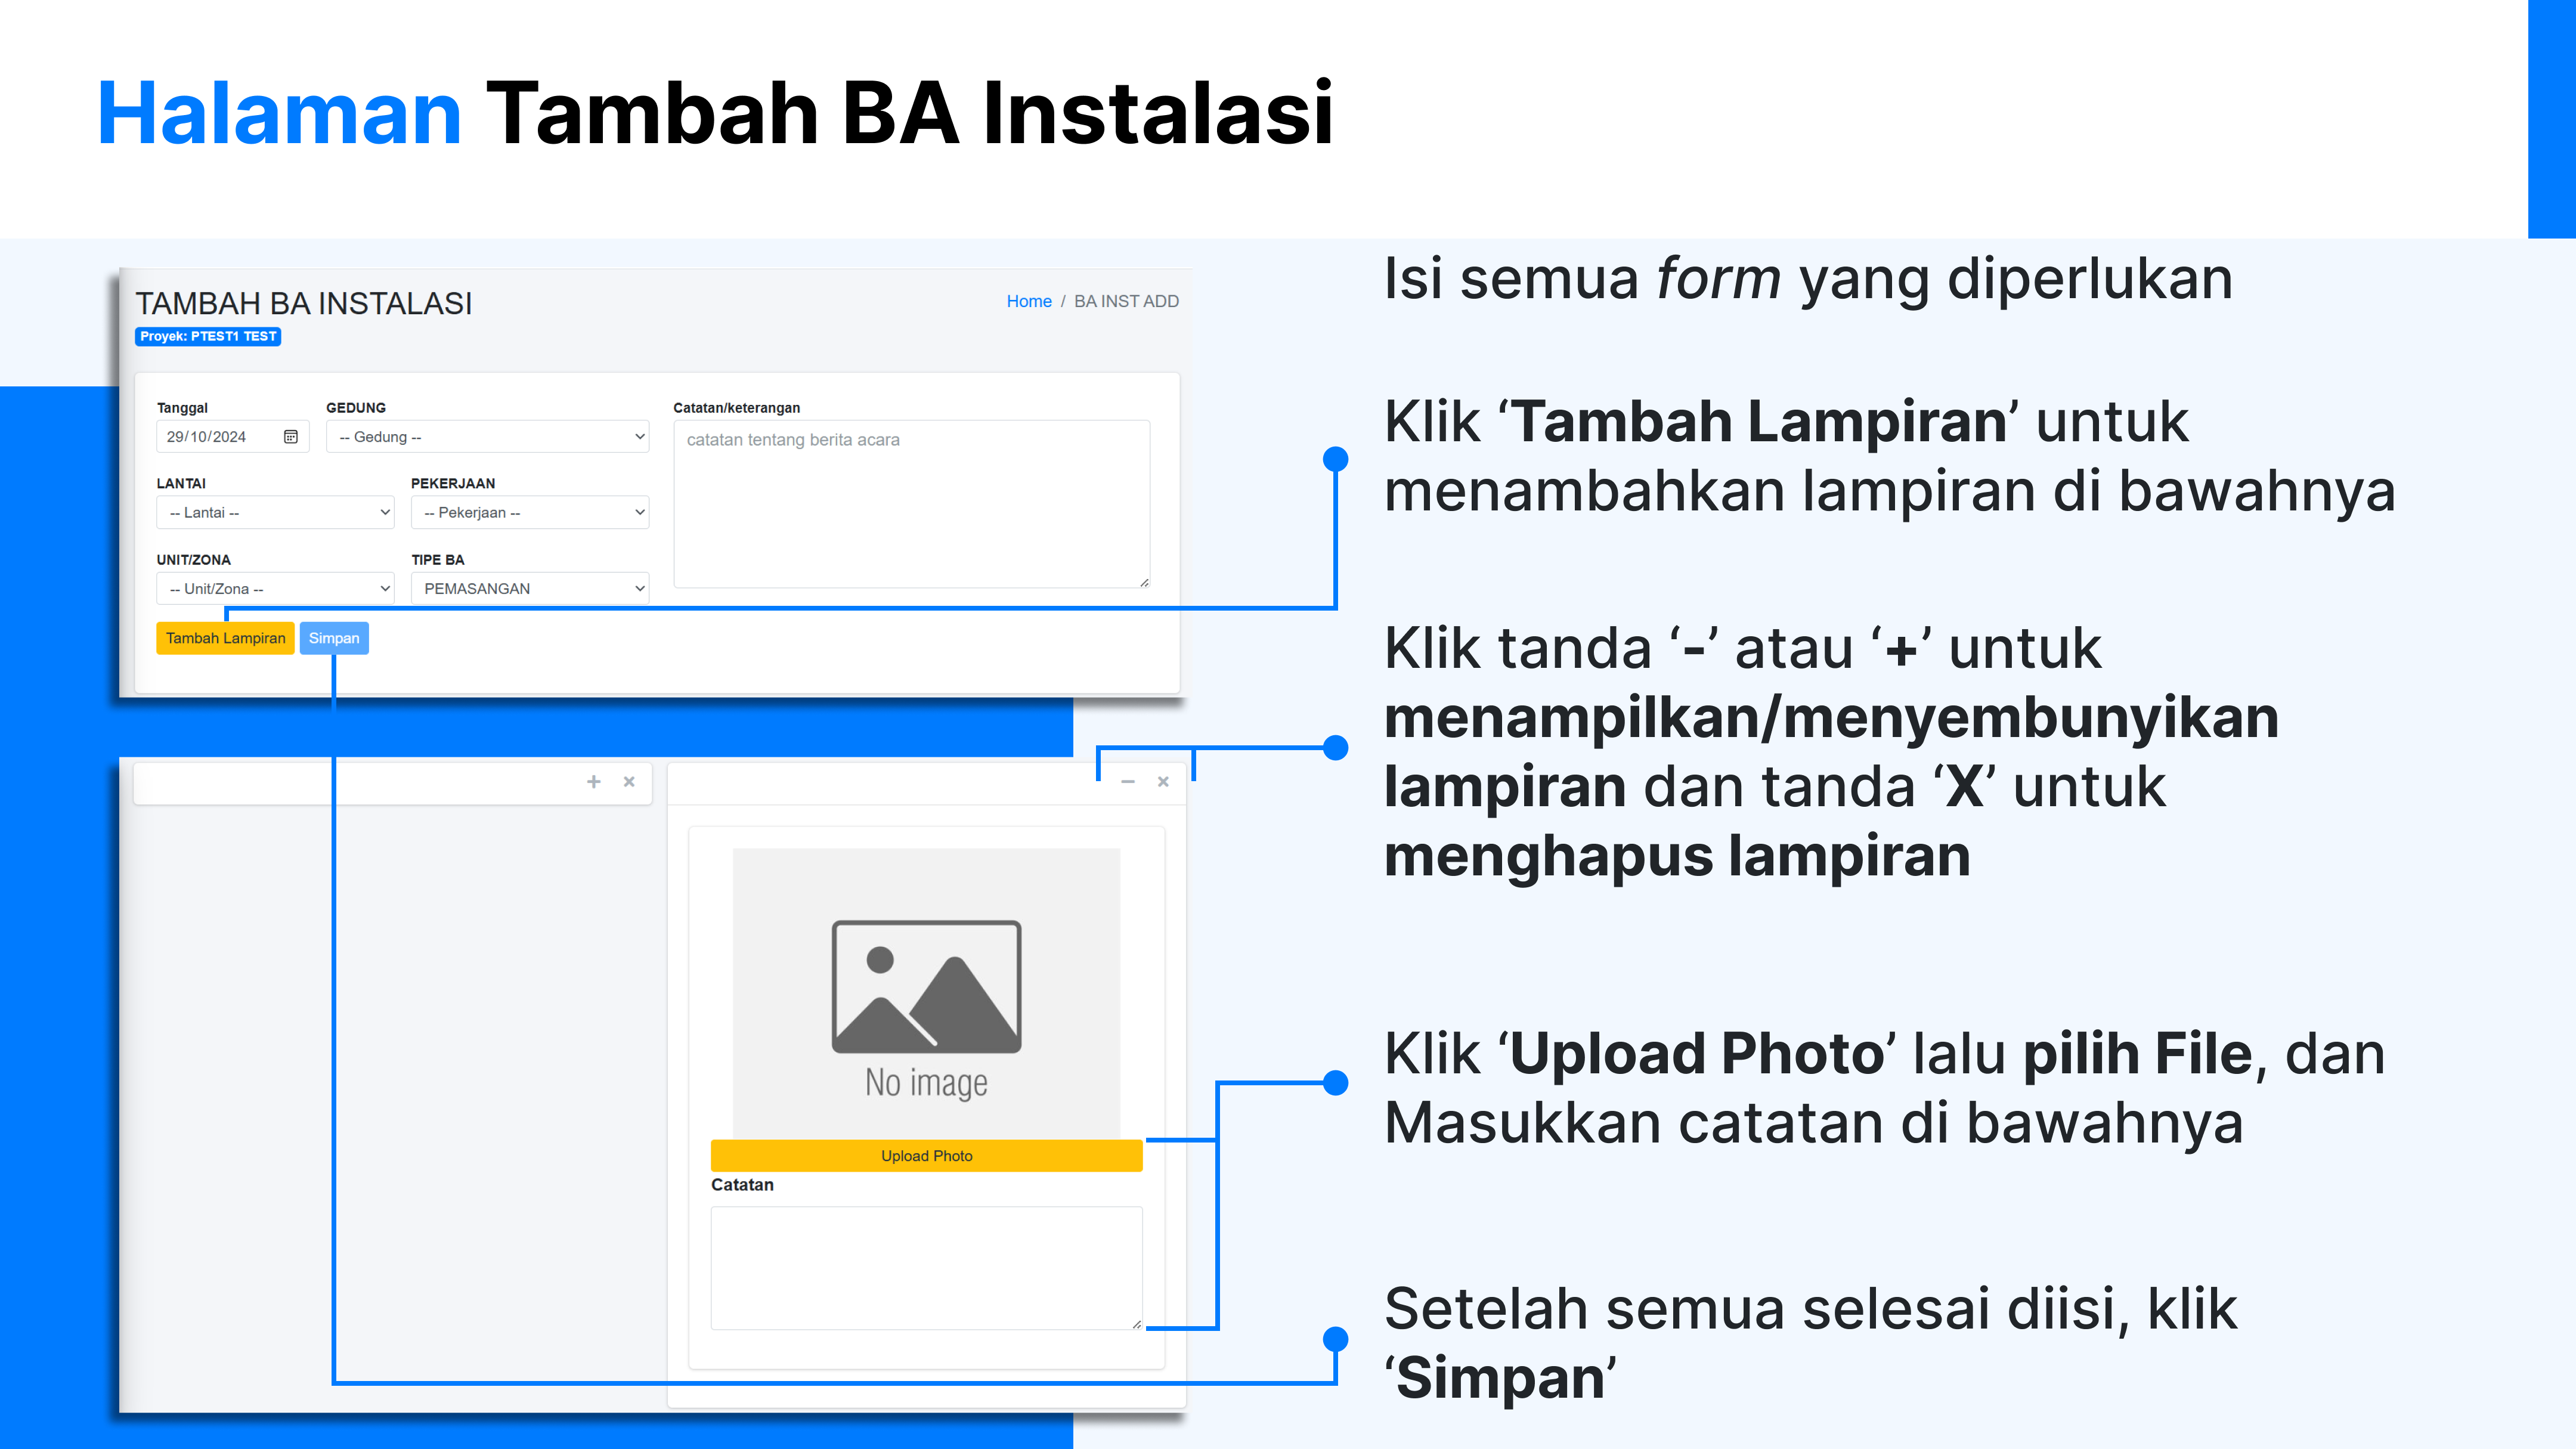 Halaman Tambah BA Instalasi
TAMBAH BA INSTALASI
Home / BA INST ADD
Proyek: PTEST1 TEST
Tanggal
GEDUNG
Catatan/keterangan
29/10/2024
-- Gedung --
catatan tentang berita acara
LANTAI
PEKERJAAN
-- Lantai --
-- Pekerjaan --
UNIT/ZONA
TIPE BA
-- Unit/Zona --
PEMASANGAN
Tambah Lampiran
Simpan
No image
Upload Photo
Catatan
Isi semua form yang diperlukan
Klik ‘Tambah Lampiran’ untuk
menambahkan lampiran di bawahnya
Klik tanda ‘-’ atau ‘+’ untuk
menampilkan/menyembunyikan
lampiran dan tanda ‘X’ untuk
menghapus lampiran
Klik ‘Upload Photo’ lalu pilih File, dan
Masukkan catatan di bawahnya
Setelah semua selesai diisi, klik
‘Simpan’